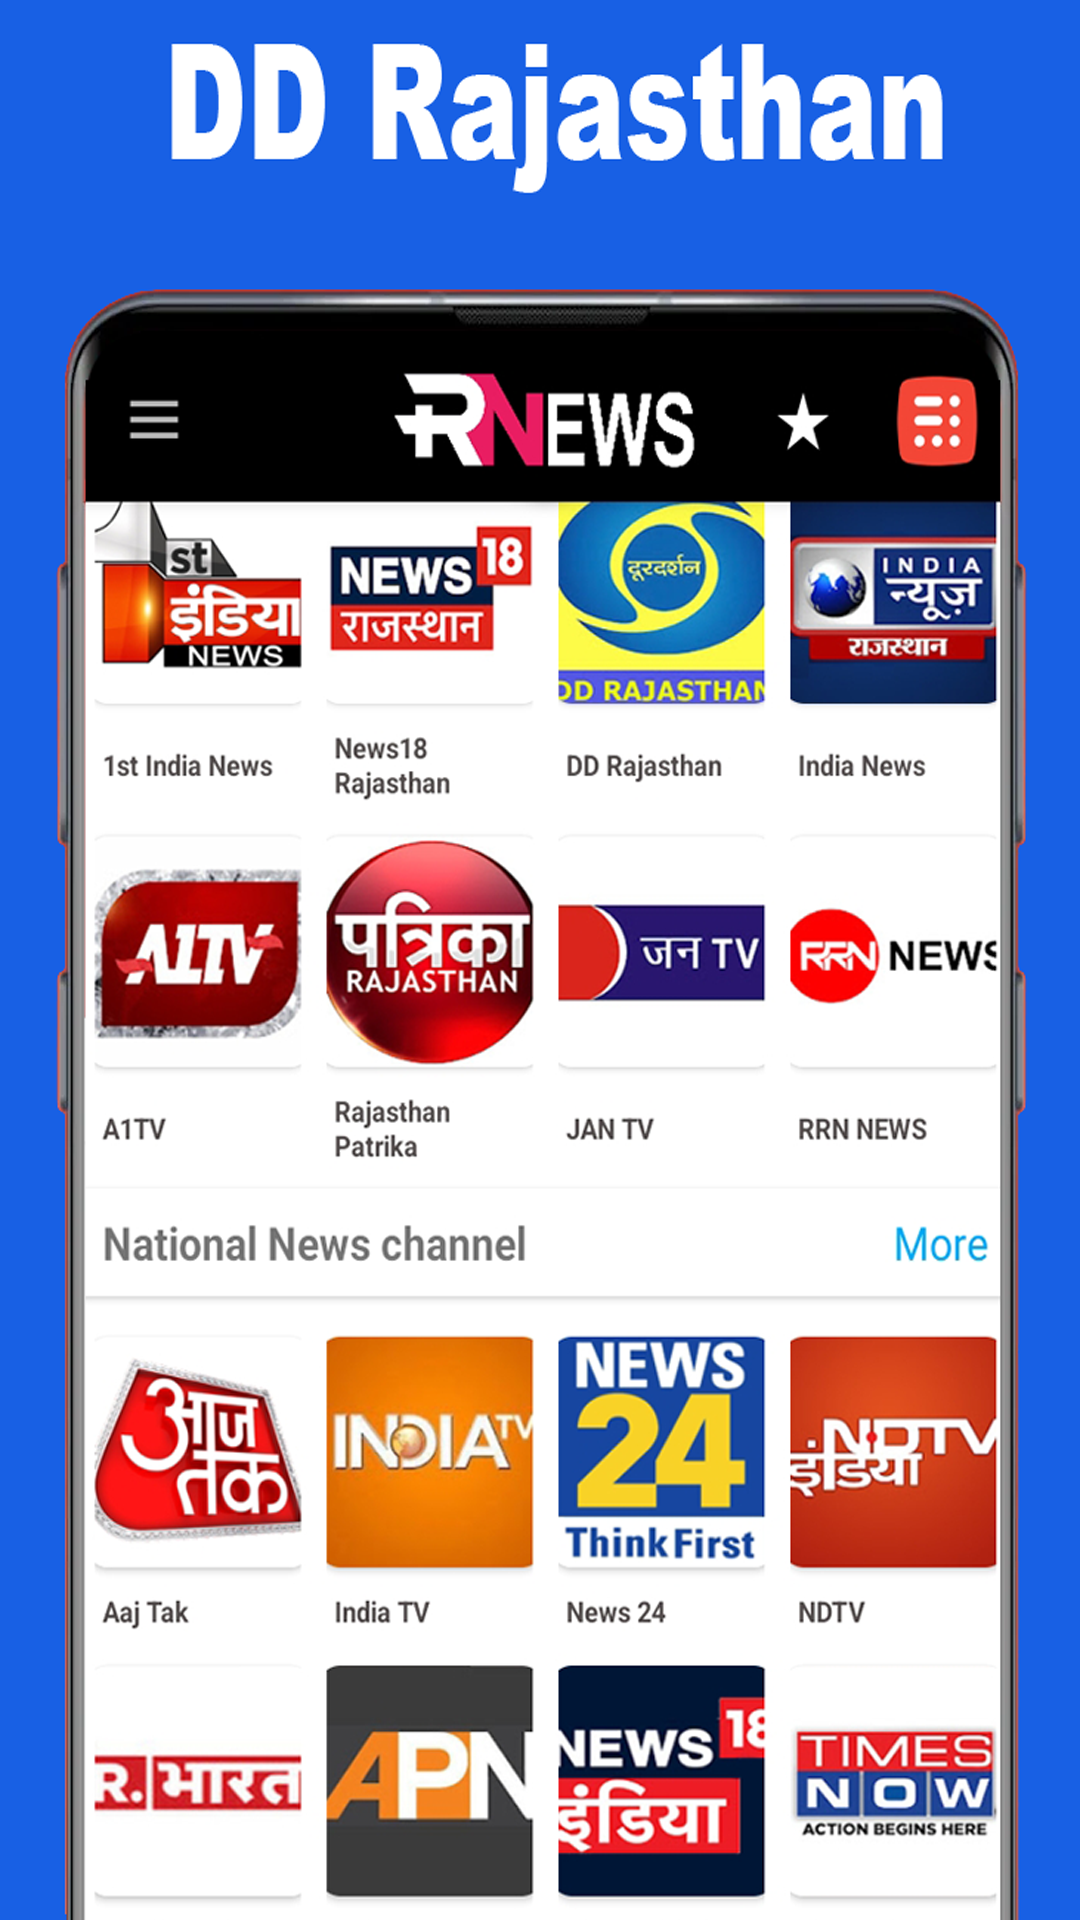 DD Rajasthan
RNEWS
st
इंडिया
NEWS
NEWS 18
राजस्थान
दूरदर्शन
DD RAJASTHAN
INDIA
न्यूज़
राजस्थान
1st India News
News18
Rajasthan
DD Rajasthan
India News
A1TV
पत्रिका
RAJASTHAN
जन TV
RRN NEWS
A1TV
Rajasthan
Patrika
JAN TV
RRN NEWS
National News channel
More
आज
तक
INDIA TV
NEWS
24
Think First
NDTV
इंडिया
Aaj Tak
India TV
News 24
NDTV
R. भारत
APN
NEWS 18
इंडिया
TIMES
NOW
ACTION BEGINS HERE